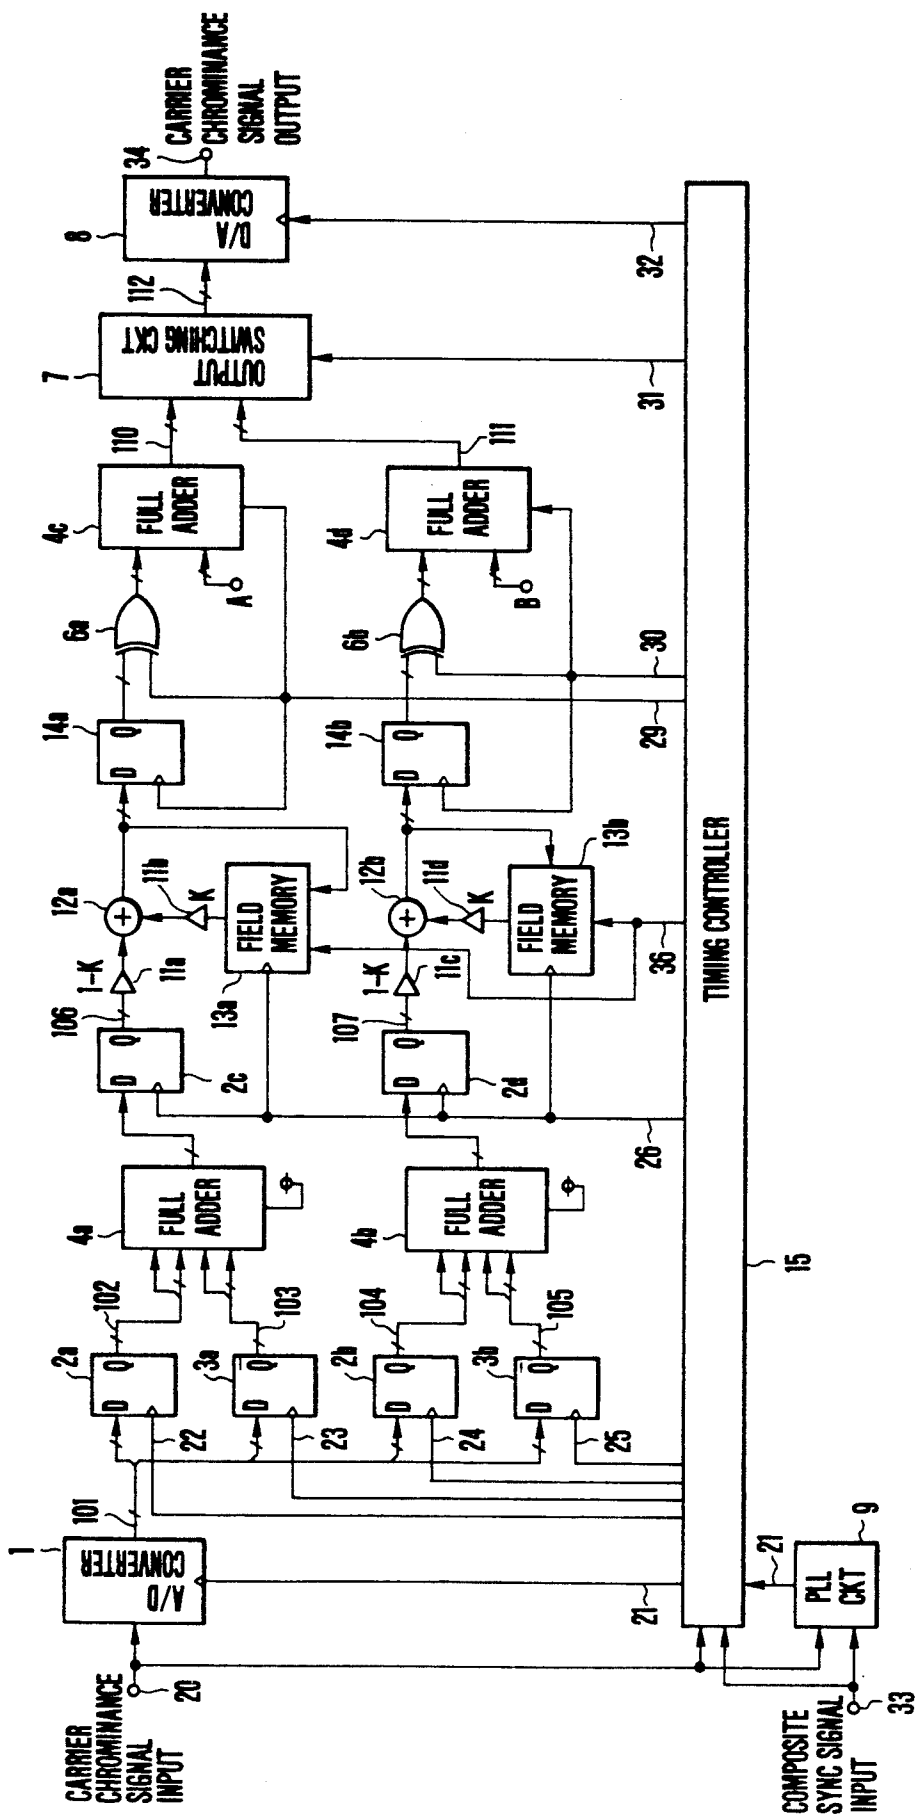 CARRIER
CHROMINANCE
SIGNAL
INPUT
20
1
A/D
CONVERTER
101
21
2a
D
Q
22
102
3a
D
Q̅
23
103
2b
D
Q
24
104
3b
D
Q̅
25
105
4a
FULL
ADDER
4b
FULL
ADDER
26
2c
D
Q
106
2d
D
Q
107
1-K
11a
12a
11b
K
13a
FIELD
MEMORY
1-K
11c
12b
11d
K
13b
FIELD
MEMORY
36
14a
D
Q
14b
D
Q
29
30
6a
6b
A
B
4c
FULL
ADDER
4d
FULL
ADDER
110
111
7
OUTPUT
SWITCHING CKT
31
112
8
D/A
CONVERTER
32
34
CARRIER
CHROMINANCE
SIGNAL
OUTPUT
TIMING CONTROLLER
15
21
PLL
CKT
9
COMPOSITE
SYNC SIGNAL
INPUT
33